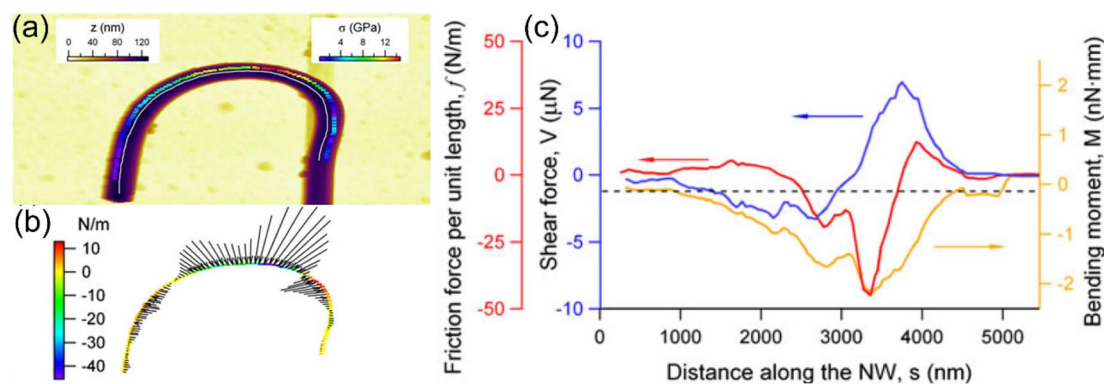 (a)
z (nm)
0 40 80 120
σ (GPa)
4 8 12
(b)
N/m
10
0
-10
-20
-30
-40
(c)
Friction force per unit length, f (N/m)
50
25
0
-25
-50
Shear force, V (μN)
10
5
0
-5
-10
Bending moment, M (nN·mm)
2
1
0
-1
-2
0 1000 2000 3000 4000 5000
Distance along the NW, s (nm)